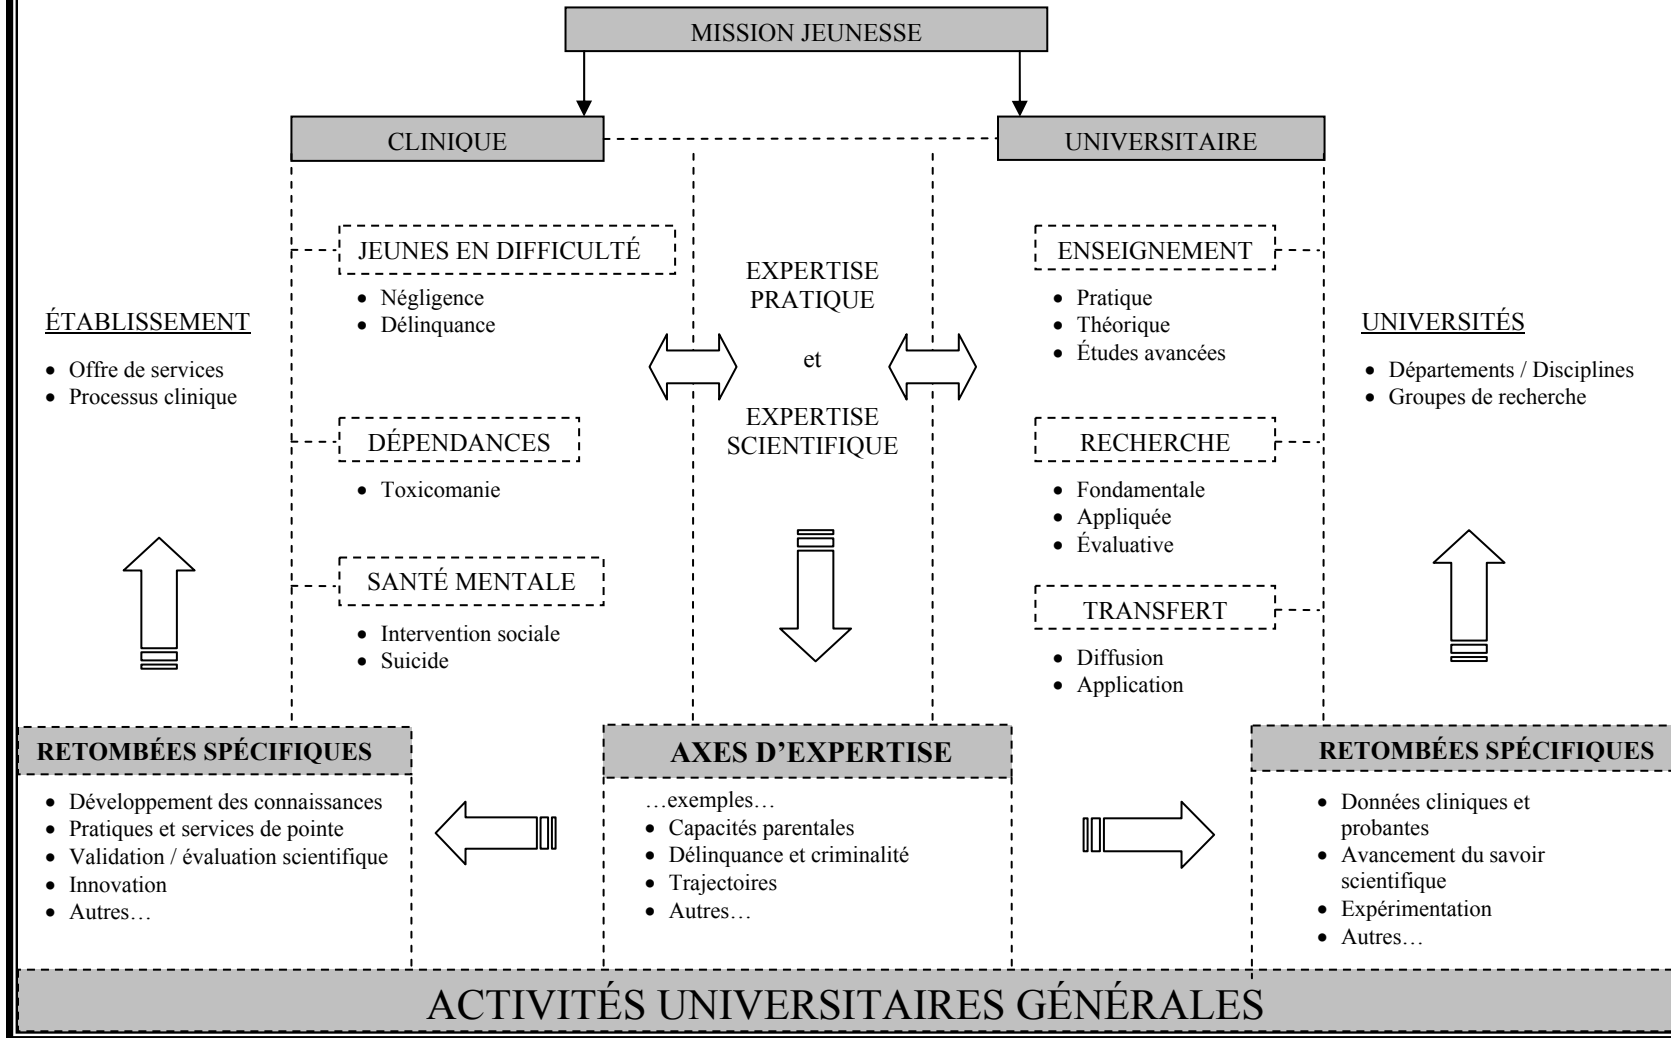 MISSION JEUNESSE
CLINIQUE
UNIVERSITAIRE
ÉTABLISSEMENT
• Offre de services
• Processus clinique
JEUNES EN DIFFICULTÉ
• Négligence
• Délinquance
DÉPENDANCES
• Toxicomanie
SANTÉ MENTALE
• Intervention sociale
• Suicide
EXPERTISE
PRATIQUE
et
EXPERTISE
SCIENTIFIQUE
ENSEIGNEMENT
• Pratique
• Théorique
• Études avancées
RECHERCHE
• Fondamentale
• Appliquée
• Évaluative
TRANSFERT
• Diffusion
• Application
UNIVERSITÉS
• Départements / Disciplines
• Groupes de recherche
RETOMBÉES SPÉCIFIQUES
• Développement des connaissances
• Pratiques et services de pointe
• Validation / évaluation scientifique
• Innovation
• Autres…
AXES D'EXPERTISE
…exemples…
• Capacités parentales
• Délinquance et criminalité
• Trajectoires
• Autres…
RETOMBÉES SPÉCIFIQUES
• Données cliniques et
probantes
• Avancement du savoir
scientifique
• Expérimentation
• Autres…
ACTIVITÉS UNIVERSITAIRES GÉNÉRALES